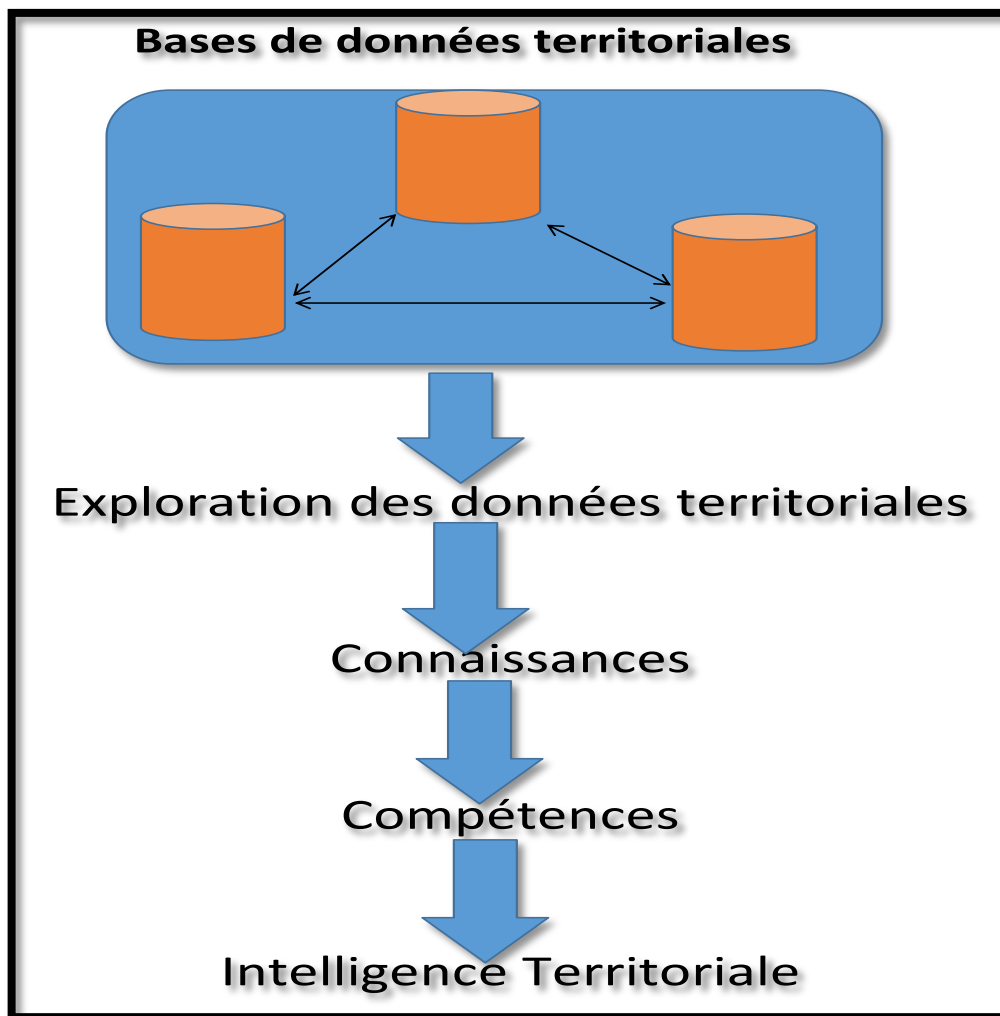 Bases de données territoriales
Exploration des données territoriales
Connaissances
Compétences
Intelligence Territoriale